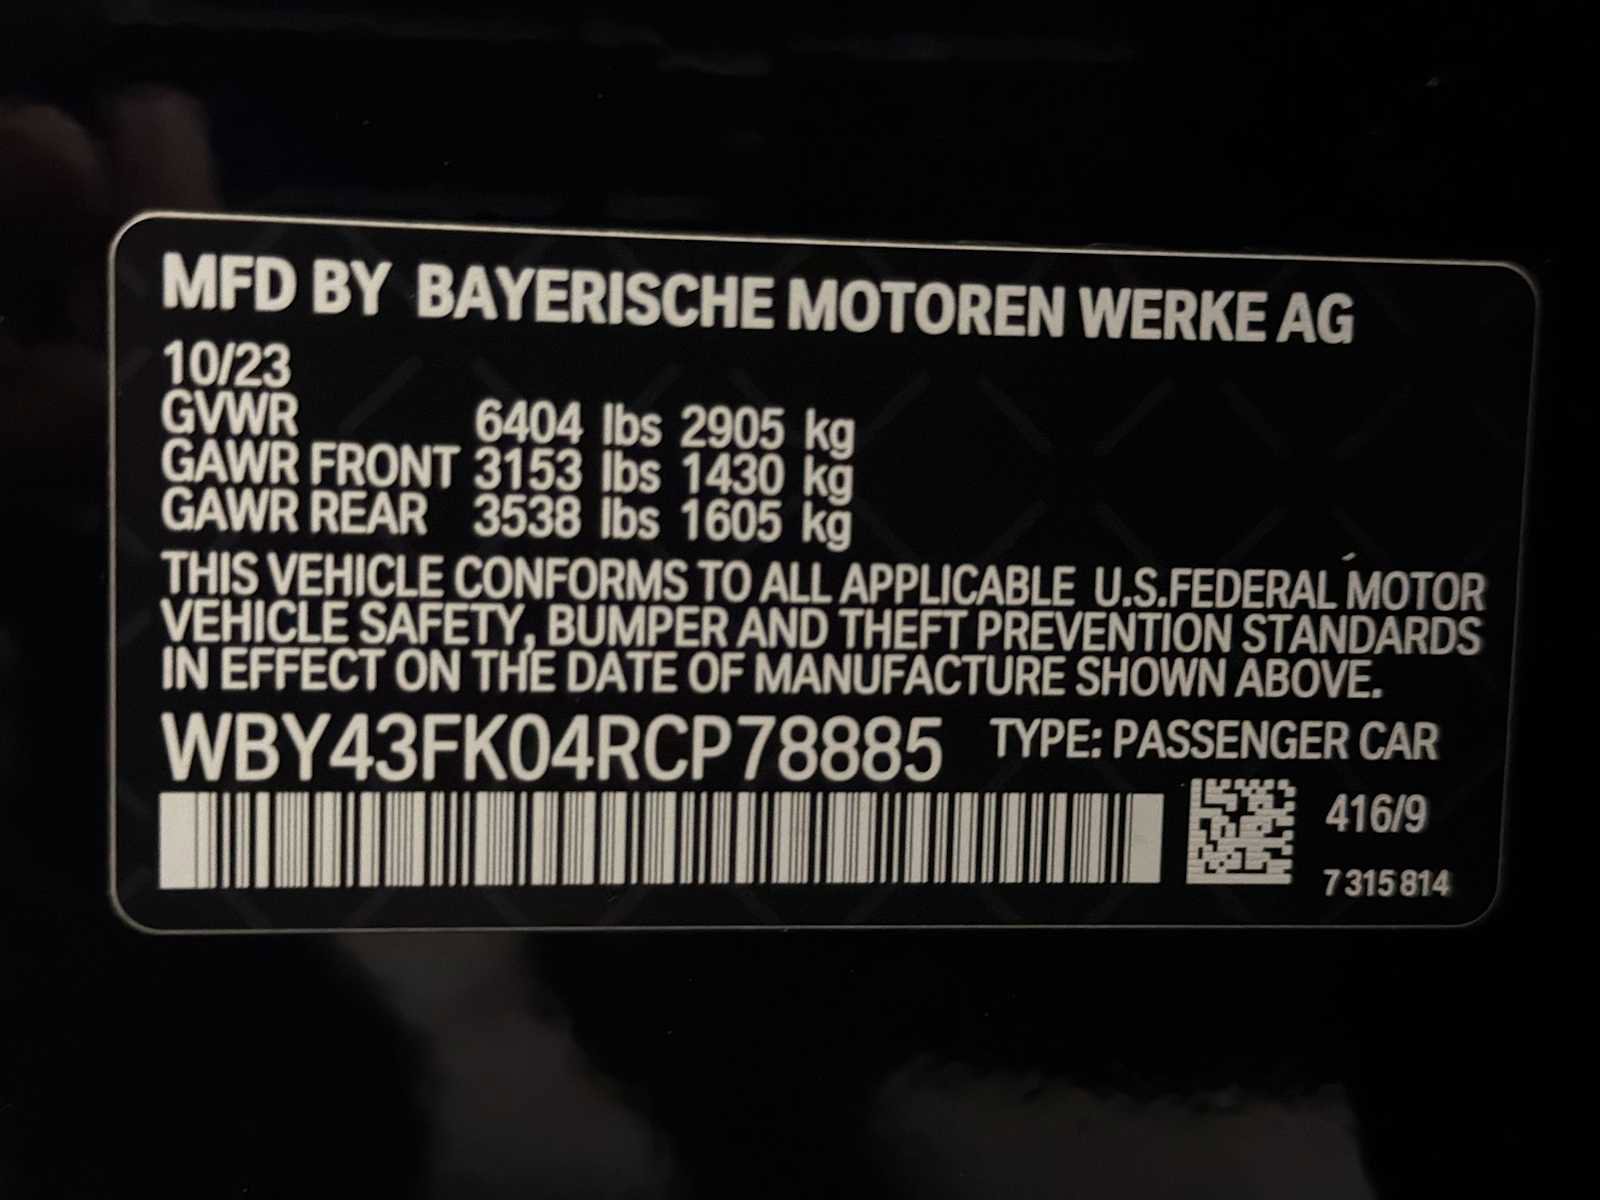 MFD BY BAYERISCHE MOTOREN WERKE AG
10/23
GVWR 6404 lbs 2905 kg
GAWR FRONT 3153 lbs 1430 kg
GAWR REAR 3538 lbs 1605 kg
THIS VEHICLE CONFORMS TO ALL APPLICABLE U.S.FEDERAL MOTOR
VEHICLE SAFETY, BUMPER AND THEFT PREVENTION STANDARDS
IN EFFECT ON THE DATE OF MANUFACTURE SHOWN ABOVE.
WBY43FK04RCP78885 TYPE: PASSENGER CAR
416/9
7 315 814